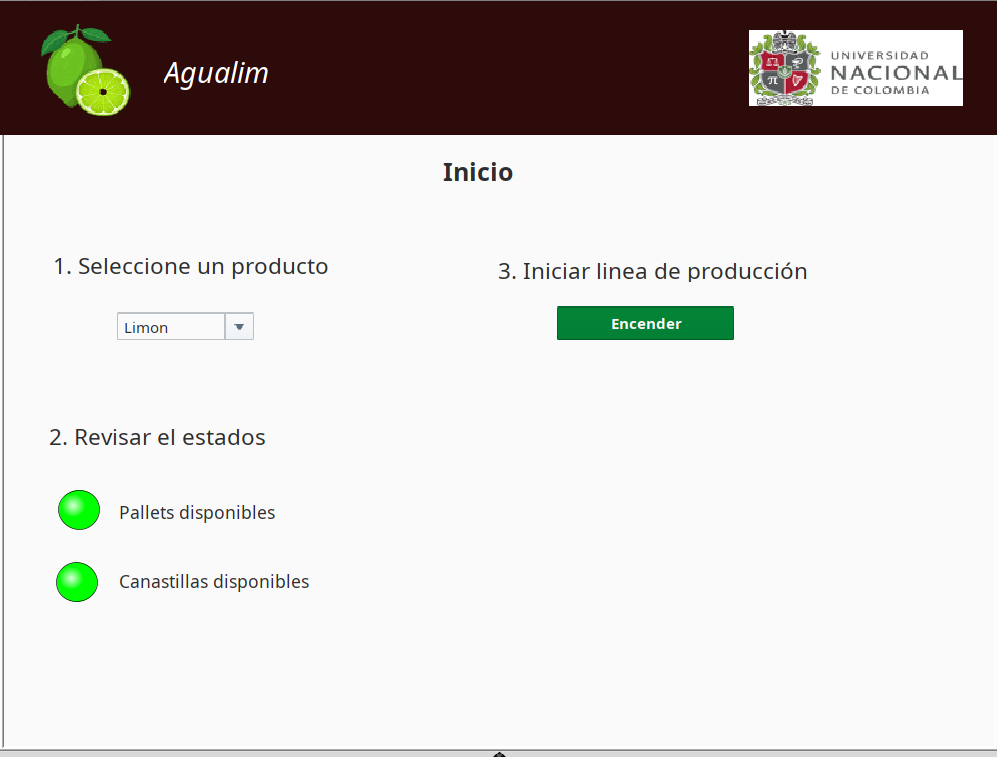 Agualim
UNIVERSIDAD
NACIONAL
DE COLOMBIA
Inicio
1. Seleccione un producto
Limon
2. Revisar el estados
Pallets disponibles
Canastillas disponibles
3. Iniciar linea de producción
Encender